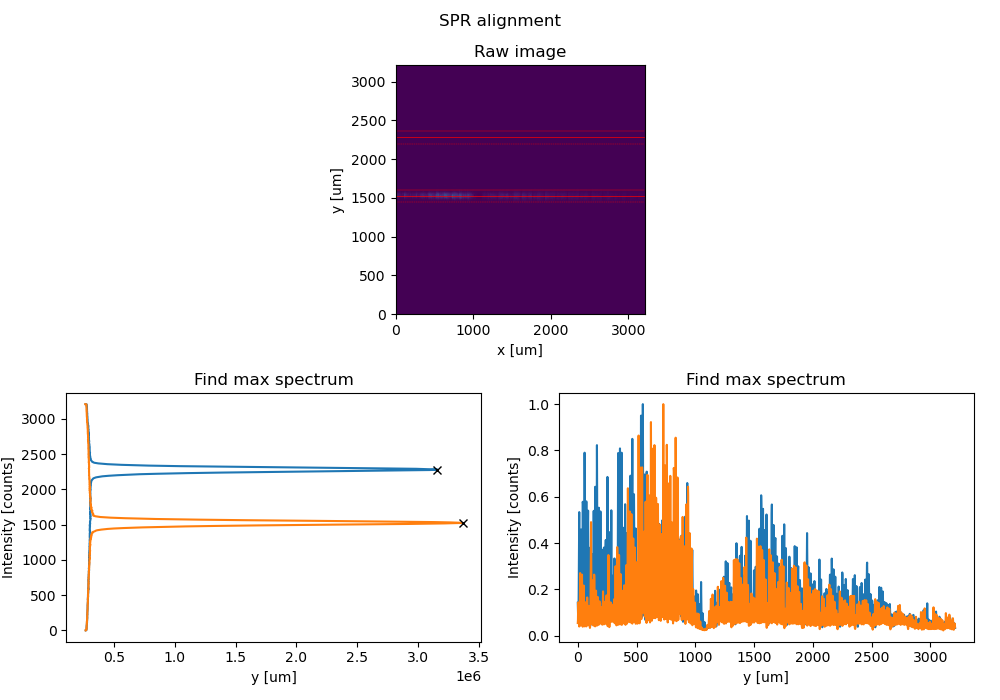 SPR alignment
Raw image
3000
2500
2000
1500
1000
500
0
y [um]
0 1000 2000 3000
x [um]
Find max spectrum
3000
2500
2000
1500
1000
500
0
Intensity [counts]
0.5 1.0 1.5 2.0 2.5 3.0 3.5
1e6
y [um]
Find max spectrum
1.0
0.8
0.6
0.4
0.2
0.0
Intensity [counts]
0 500 1000 1500 2000 2500 3000
y [um]